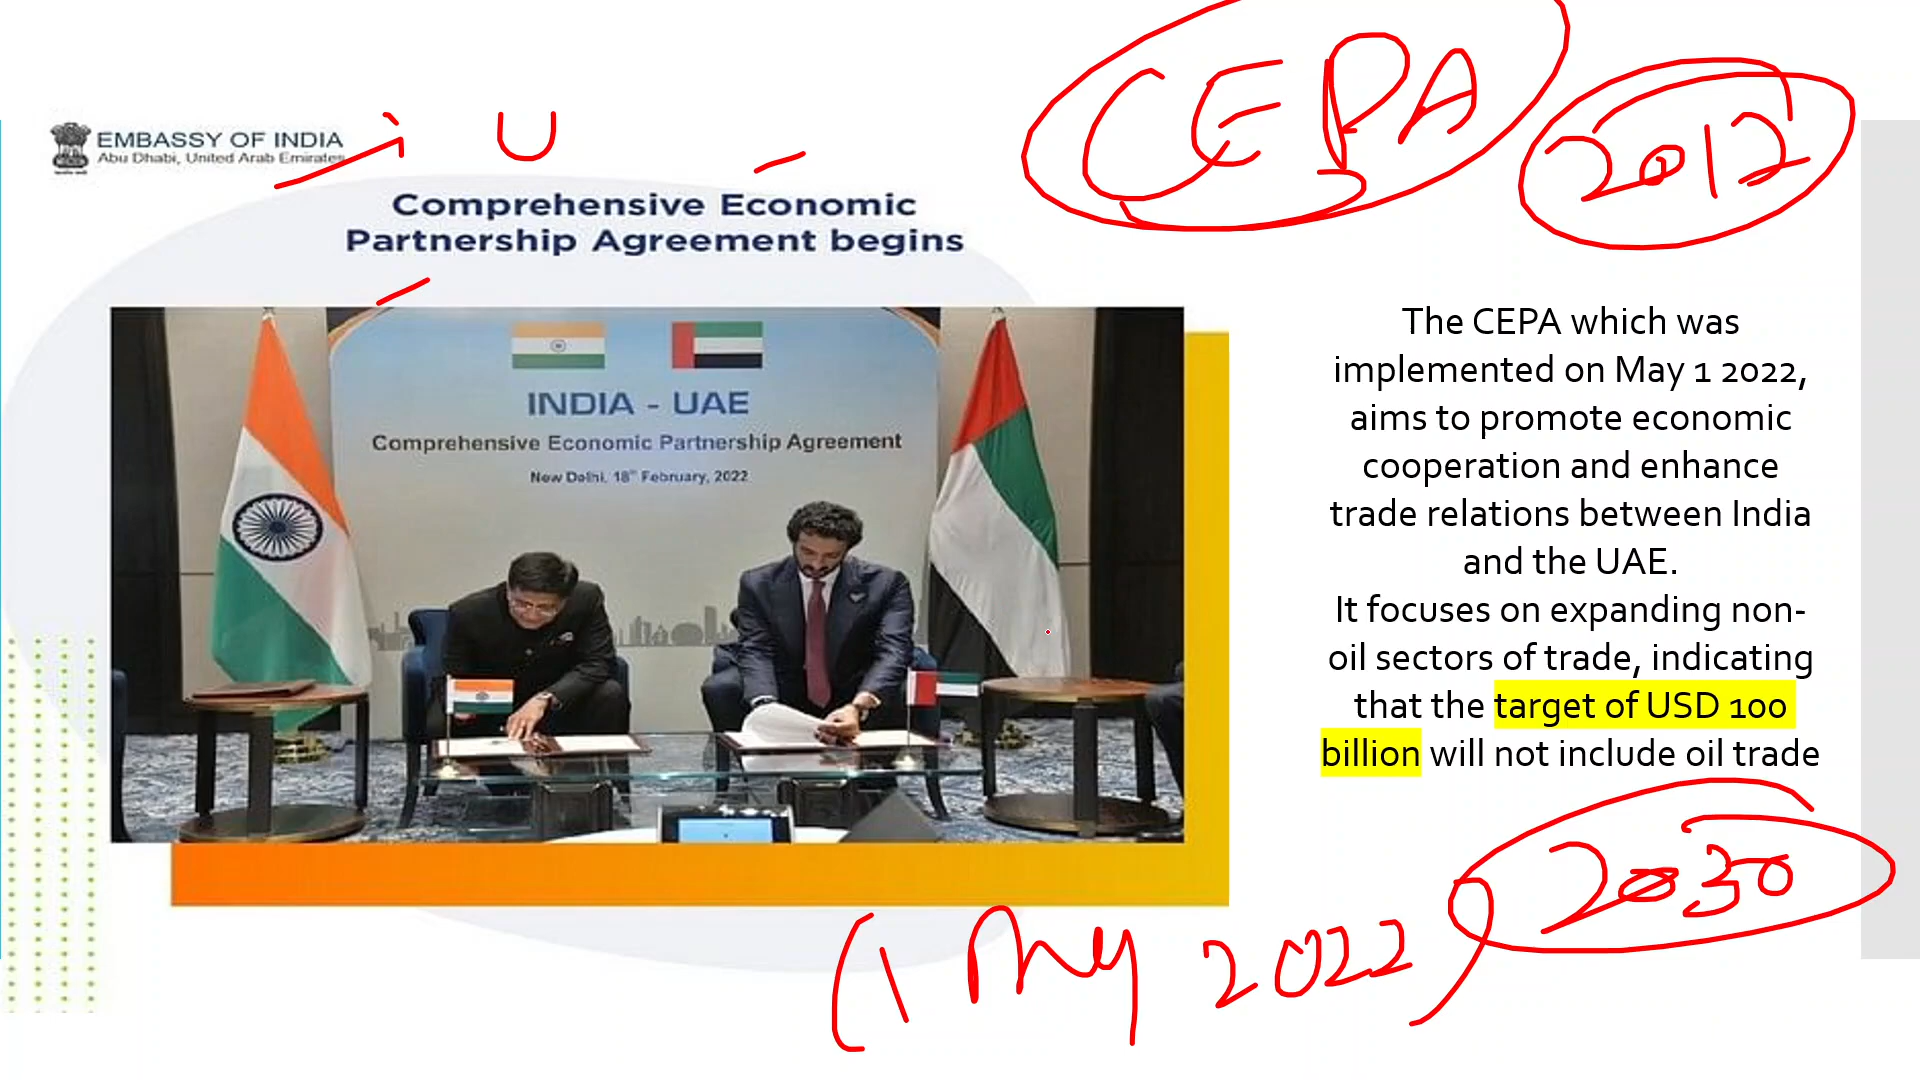 CEPA
2012
i U
EMBASSY OF INDIA
Abu Dhabi, United Arab Emirates
Comprehensive Economic
Partnership Agreement begins
INDIA - UAE
Comprehensive Economic Partnership Agreement
New Delhi, 18th February, 2022
The CEPA which was
implemented on May 1 2022,
aims to promote economic
cooperation and enhance
trade relations between India
and the UAE.
It focuses on expanding non-
oil sectors of trade, indicating
that the target of USD 100
billion will not include oil trade
2030
(1 May 2022)